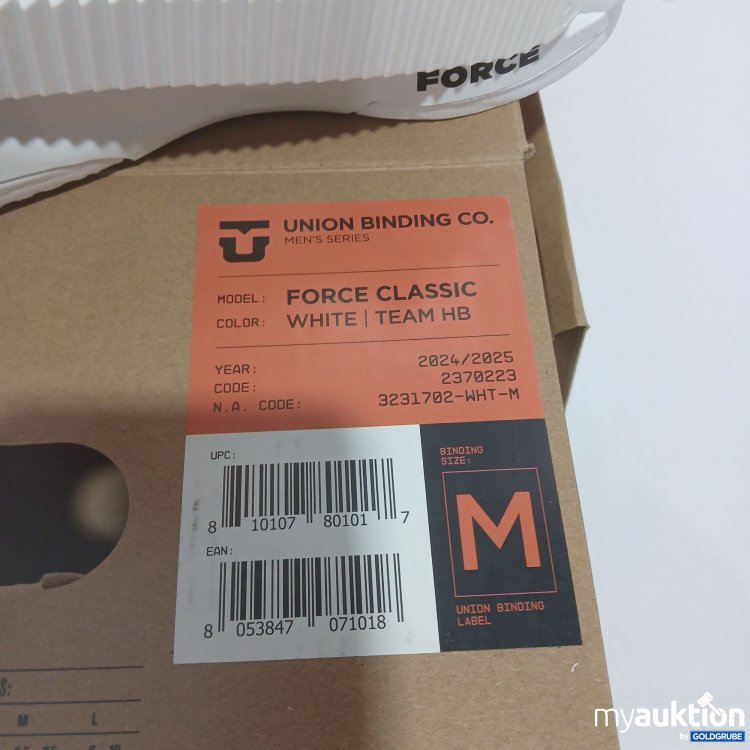 FORCE
UNION BINDING CO.
MEN'S SERIES
MODEL: FORCE CLASSIC
COLOR: WHITE | TEAM HB
YEAR: 2024/2025
CODE: 2370223
N.A. CODE: 3231702-WHT-M
UPC:
8 10107 80101 7
EAN:
8 053847 071018
BINDING
SIZE:
M
UNION BINDING
LABEL
S:
M L
myauktion
by GOLDGRUBE